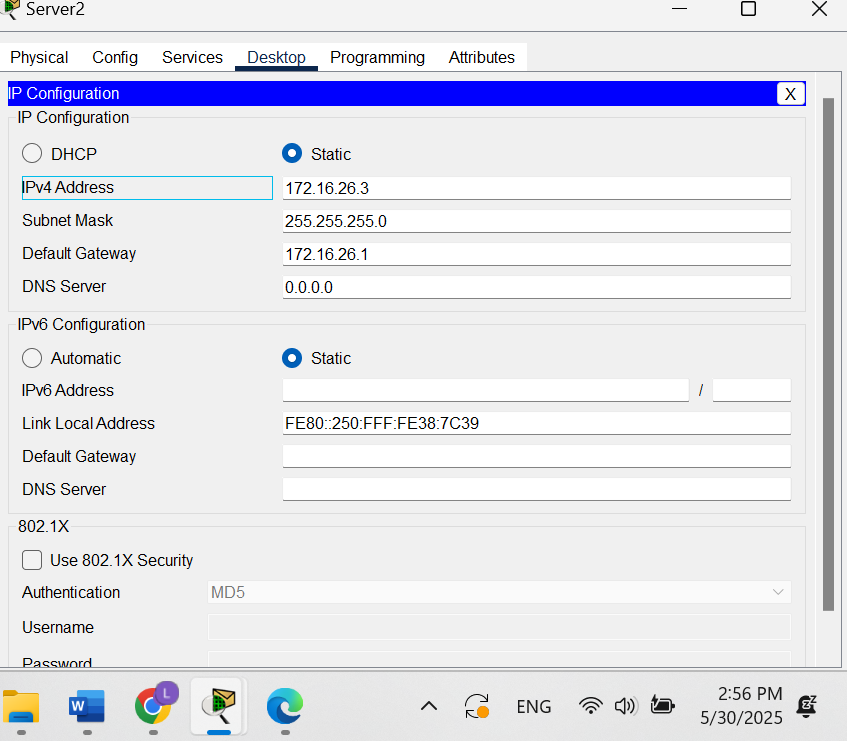 Server2
Physical Config Services Desktop Programming Attributes
IP Configuration X
IP Configuration
DHCP Static
IPv4 Address 172.16.26.3
Subnet Mask 255.255.255.0
Default Gateway 172.16.26.1
DNS Server 0.0.0.0
IPv6 Configuration
Automatic Static
IPv6 Address /
Link Local Address FE80::250:FFF:FE38:7C39
Default Gateway
DNS Server
802.1X
Use 802.1X Security
Authentication MD5
Username
Password
W L ENG 2:56 PM
5/30/2025